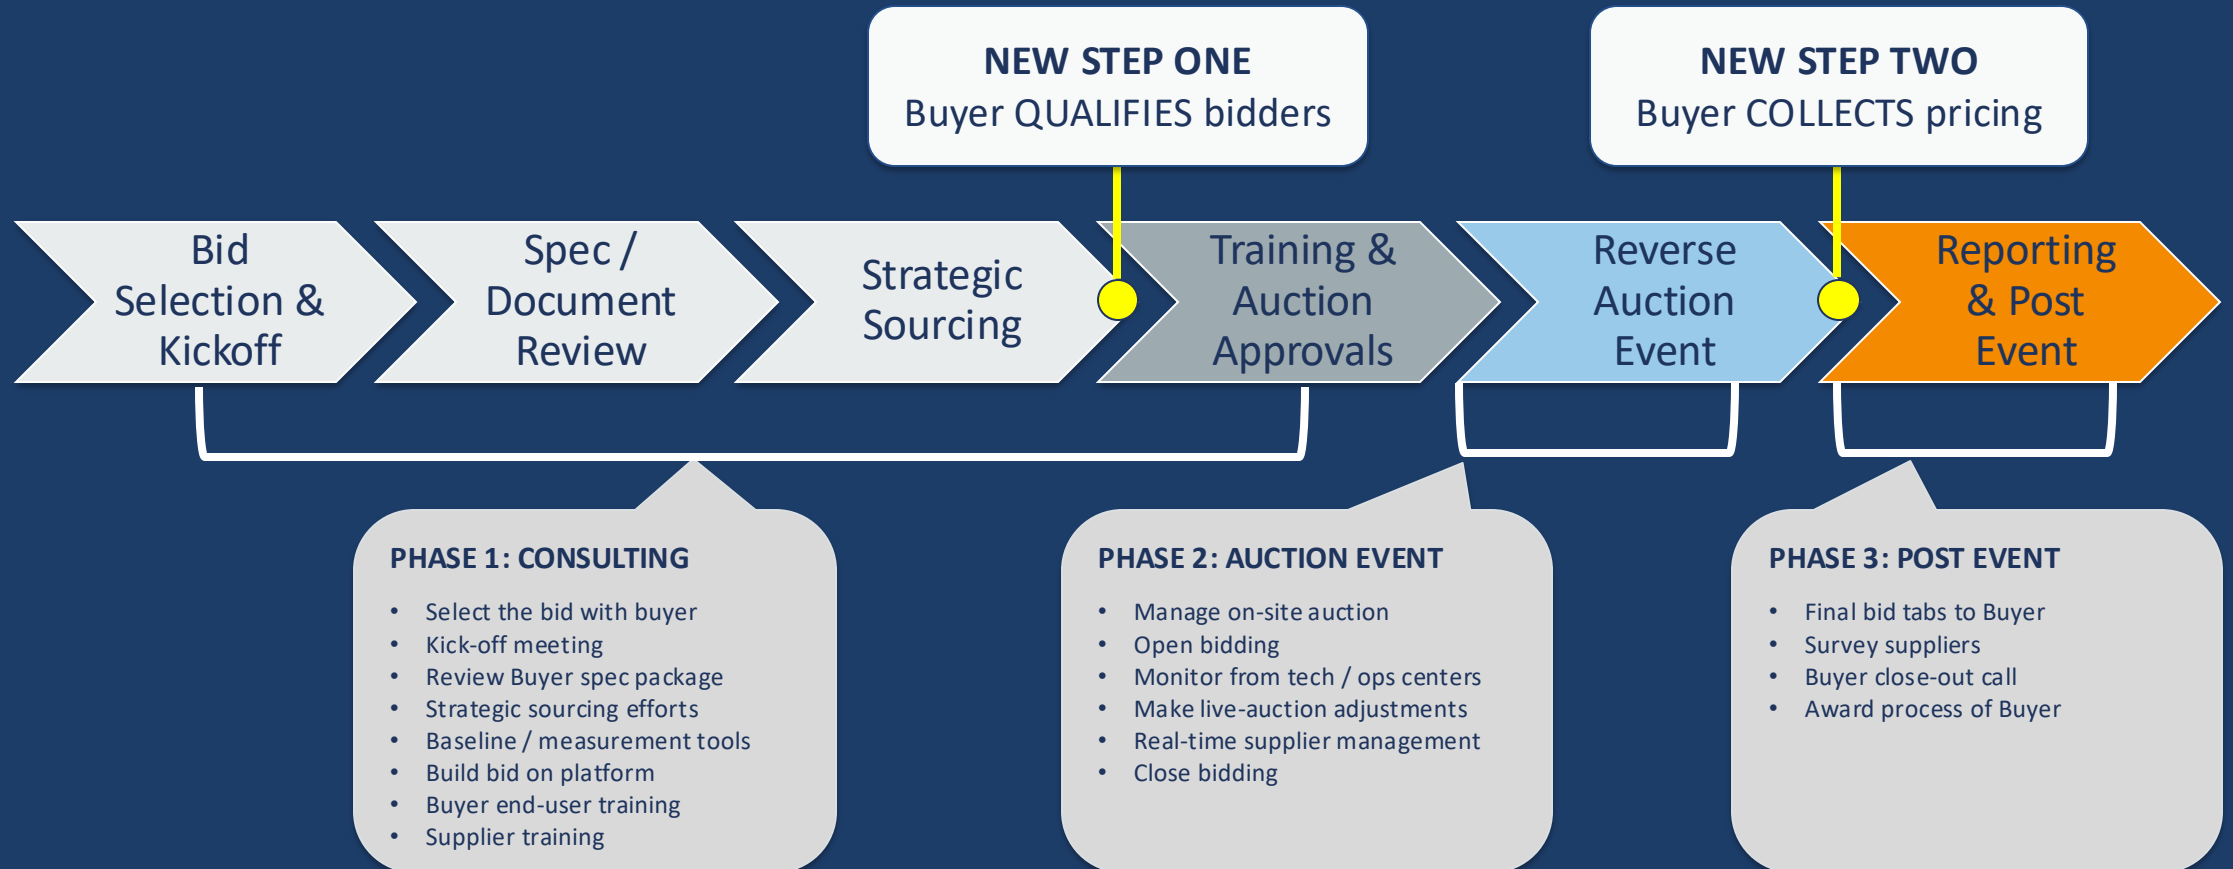 NEW STEP ONE
Buyer QUALIFIES bidders
NEW STEP TWO
Buyer COLLECTS pricing
Bid
Selection &
Kickoff
Spec /
Document
Review
Strategic
Sourcing
Training &
Auction
Approvals
Reverse
Auction
Event
Reporting
& Post
Event
PHASE 1: CONSULTING
• Select the bid with buyer
• Kick-off meeting
• Review Buyer spec package
• Strategic sourcing efforts
• Baseline / measurement tools
• Build bid on platform
• Buyer end-user training
• Supplier training
PHASE 2: AUCTION EVENT
• Manage on-site auction
• Open bidding
• Monitor from tech / ops centers
• Make live-auction adjustments
• Real-time supplier management
• Close bidding
PHASE 3: POST EVENT
• Final bid tabs to Buyer
• Survey suppliers
• Buyer close-out call
• Award process of Buyer